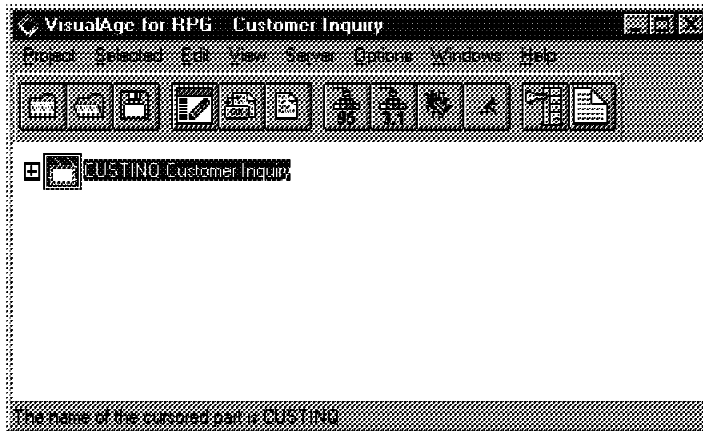 VisualAge for RPG Customer Inquiry
Project Selected Edit View Server Options Windows Help
95 3.1
CUSTINQ Customer Inquiry
The name of the cursored part is CUSTINQ